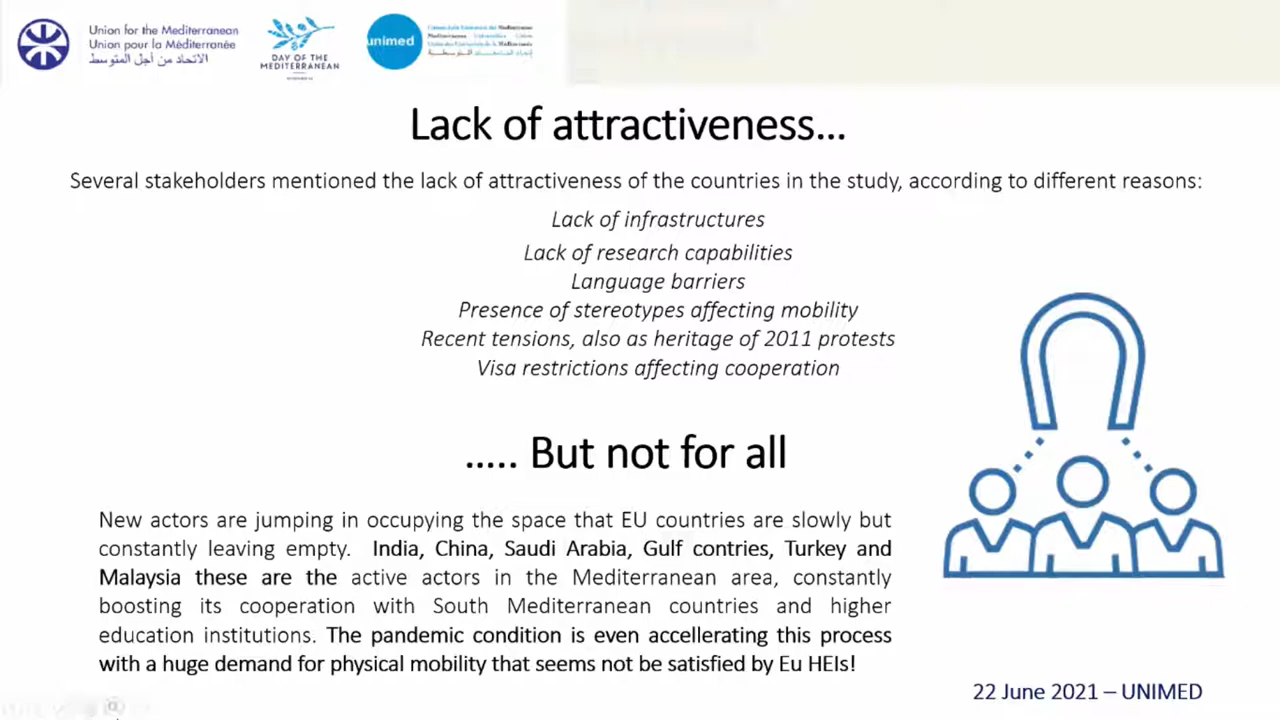 Union for the Mediterranean
Union pour la Méditerranée
الاتحاد من أجل المتوسط
DAY OF THE
MEDITERRANEAN
unimed
Lack of attractiveness...
Several stakeholders mentioned the lack of attractiveness of the countries in the study, according to different reasons:
Lack of infrastructures
Lack of research capabilities
Language barriers
Presence of stereotypes affecting mobility
Recent tensions, also as heritage of 2011 protests
Visa restrictions affecting cooperation
..... But not for all
New actors are jumping in occupying the space that EU countries are slowly but
constantly leaving empty. India, China, Saudi Arabia, Gulf contries, Turkey and
Malaysia these are the active actors in the Mediterranean area, constantly
boosting its cooperation with South Mediterranean countries and higher
education institutions. The pandemic condition is even accellerating this process
with a huge demand for physical mobility that seems not be satisfied by Eu HEIs!
22 June 2021 – UNIMED